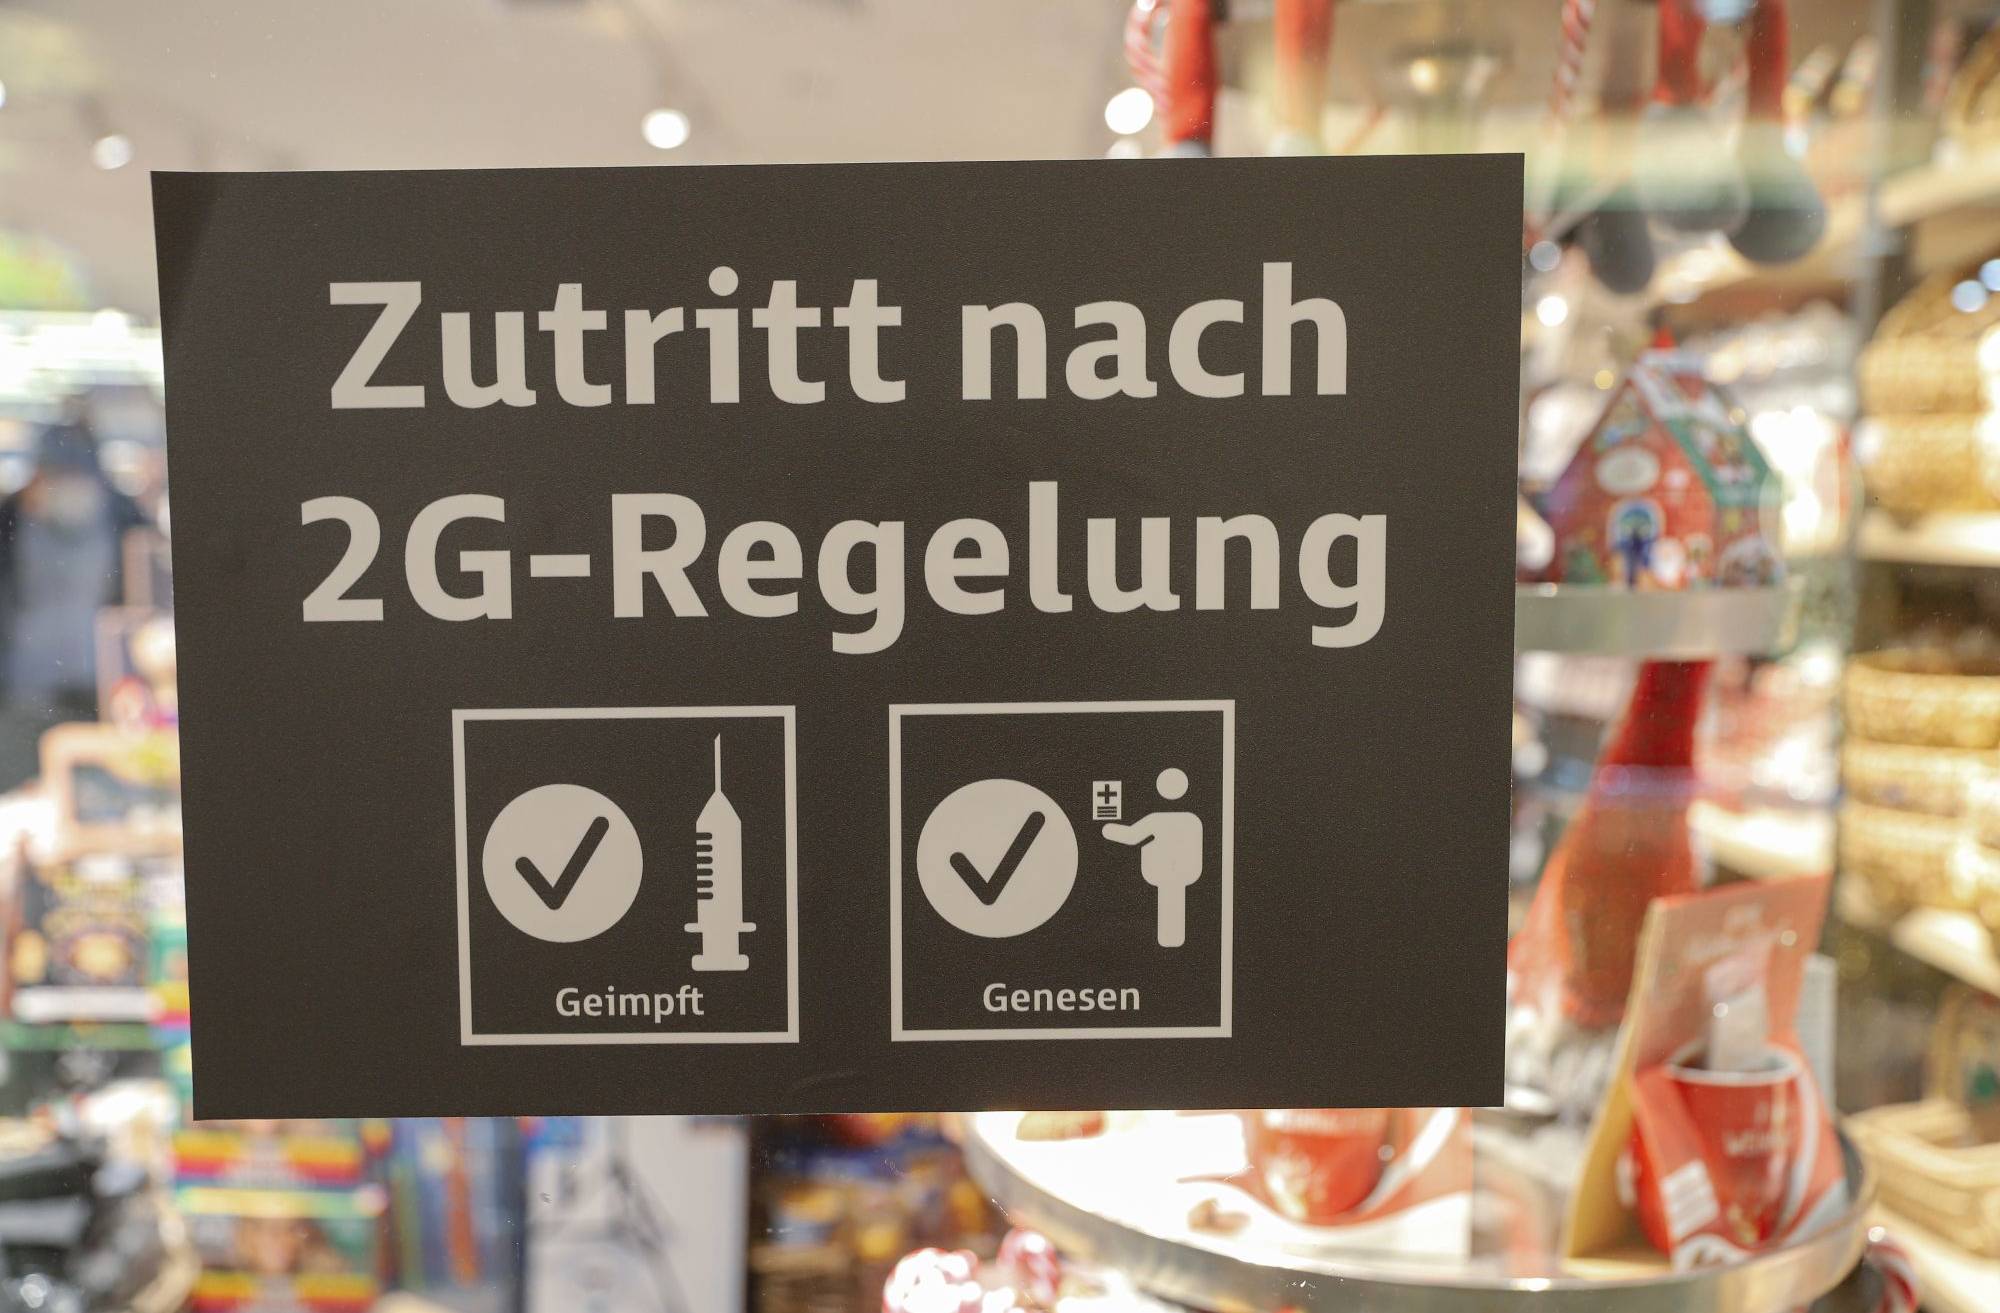 Zutritt nach
2G-Regelung
Geimpft
Genesen